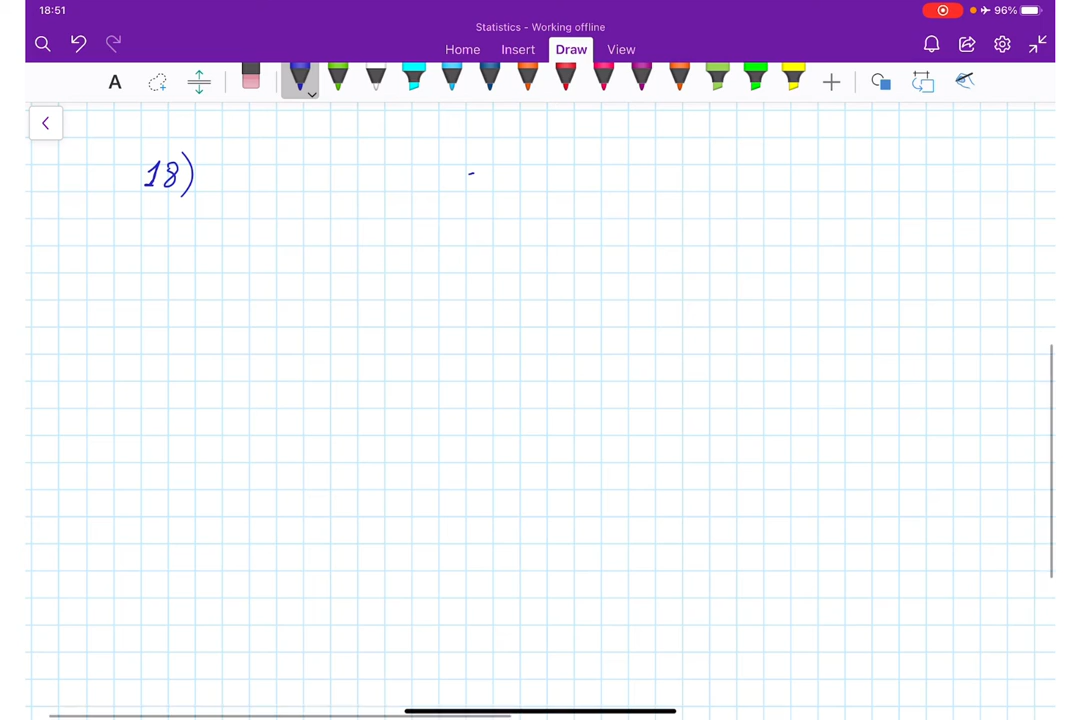 18:51
96%
Statistics - Working offline
Home Insert Draw View
A
18) -